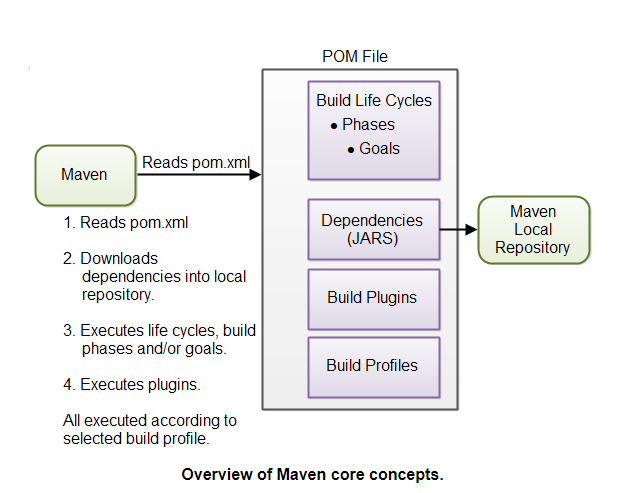 POM File
Build Life Cycles
● Phases
● Goals
Reads pom.xml
Maven
1. Reads pom.xml
2. Downloads
dependencies into local
repository.
3. Executes life cycles, build
phases and/or goals.
4. Executes plugins.
All executed according to
selected build profile.
Dependencies
(JARS)
Maven
Local
Repository
Build Plugins
Build Profiles
Overview of Maven core concepts.